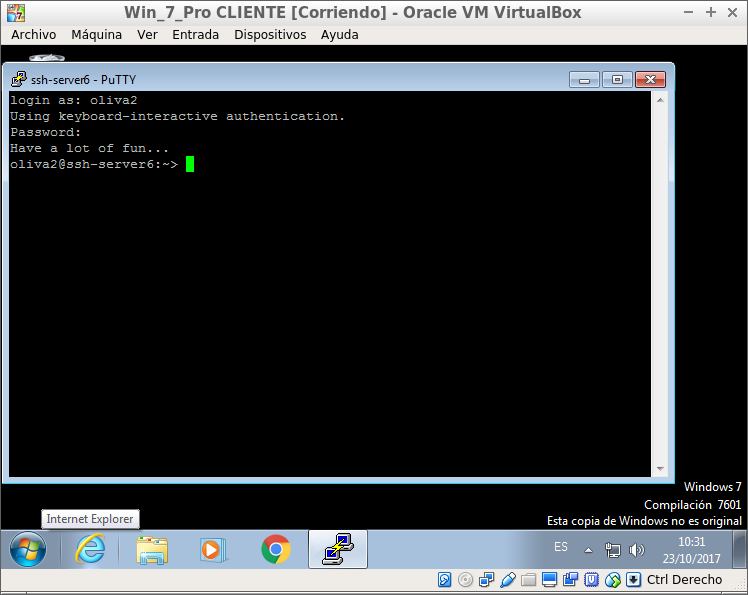 Win_7_Pro CLIENTE [Corriendo] - Oracle VM VirtualBox
Archivo Máquina Ver Entrada Dispositivos Ayuda
ssh-server6 - PuTTY
login as: oliva2
Using keyboard-interactive authentication.
Password:
Have a lot of fun...
oliva2@ssh-server6:~>
Windows 7
Compilación 7601
Esta copia de Windows no es original
Internet Explorer
ES
10:31
23/10/2017
Ctrl Derecho